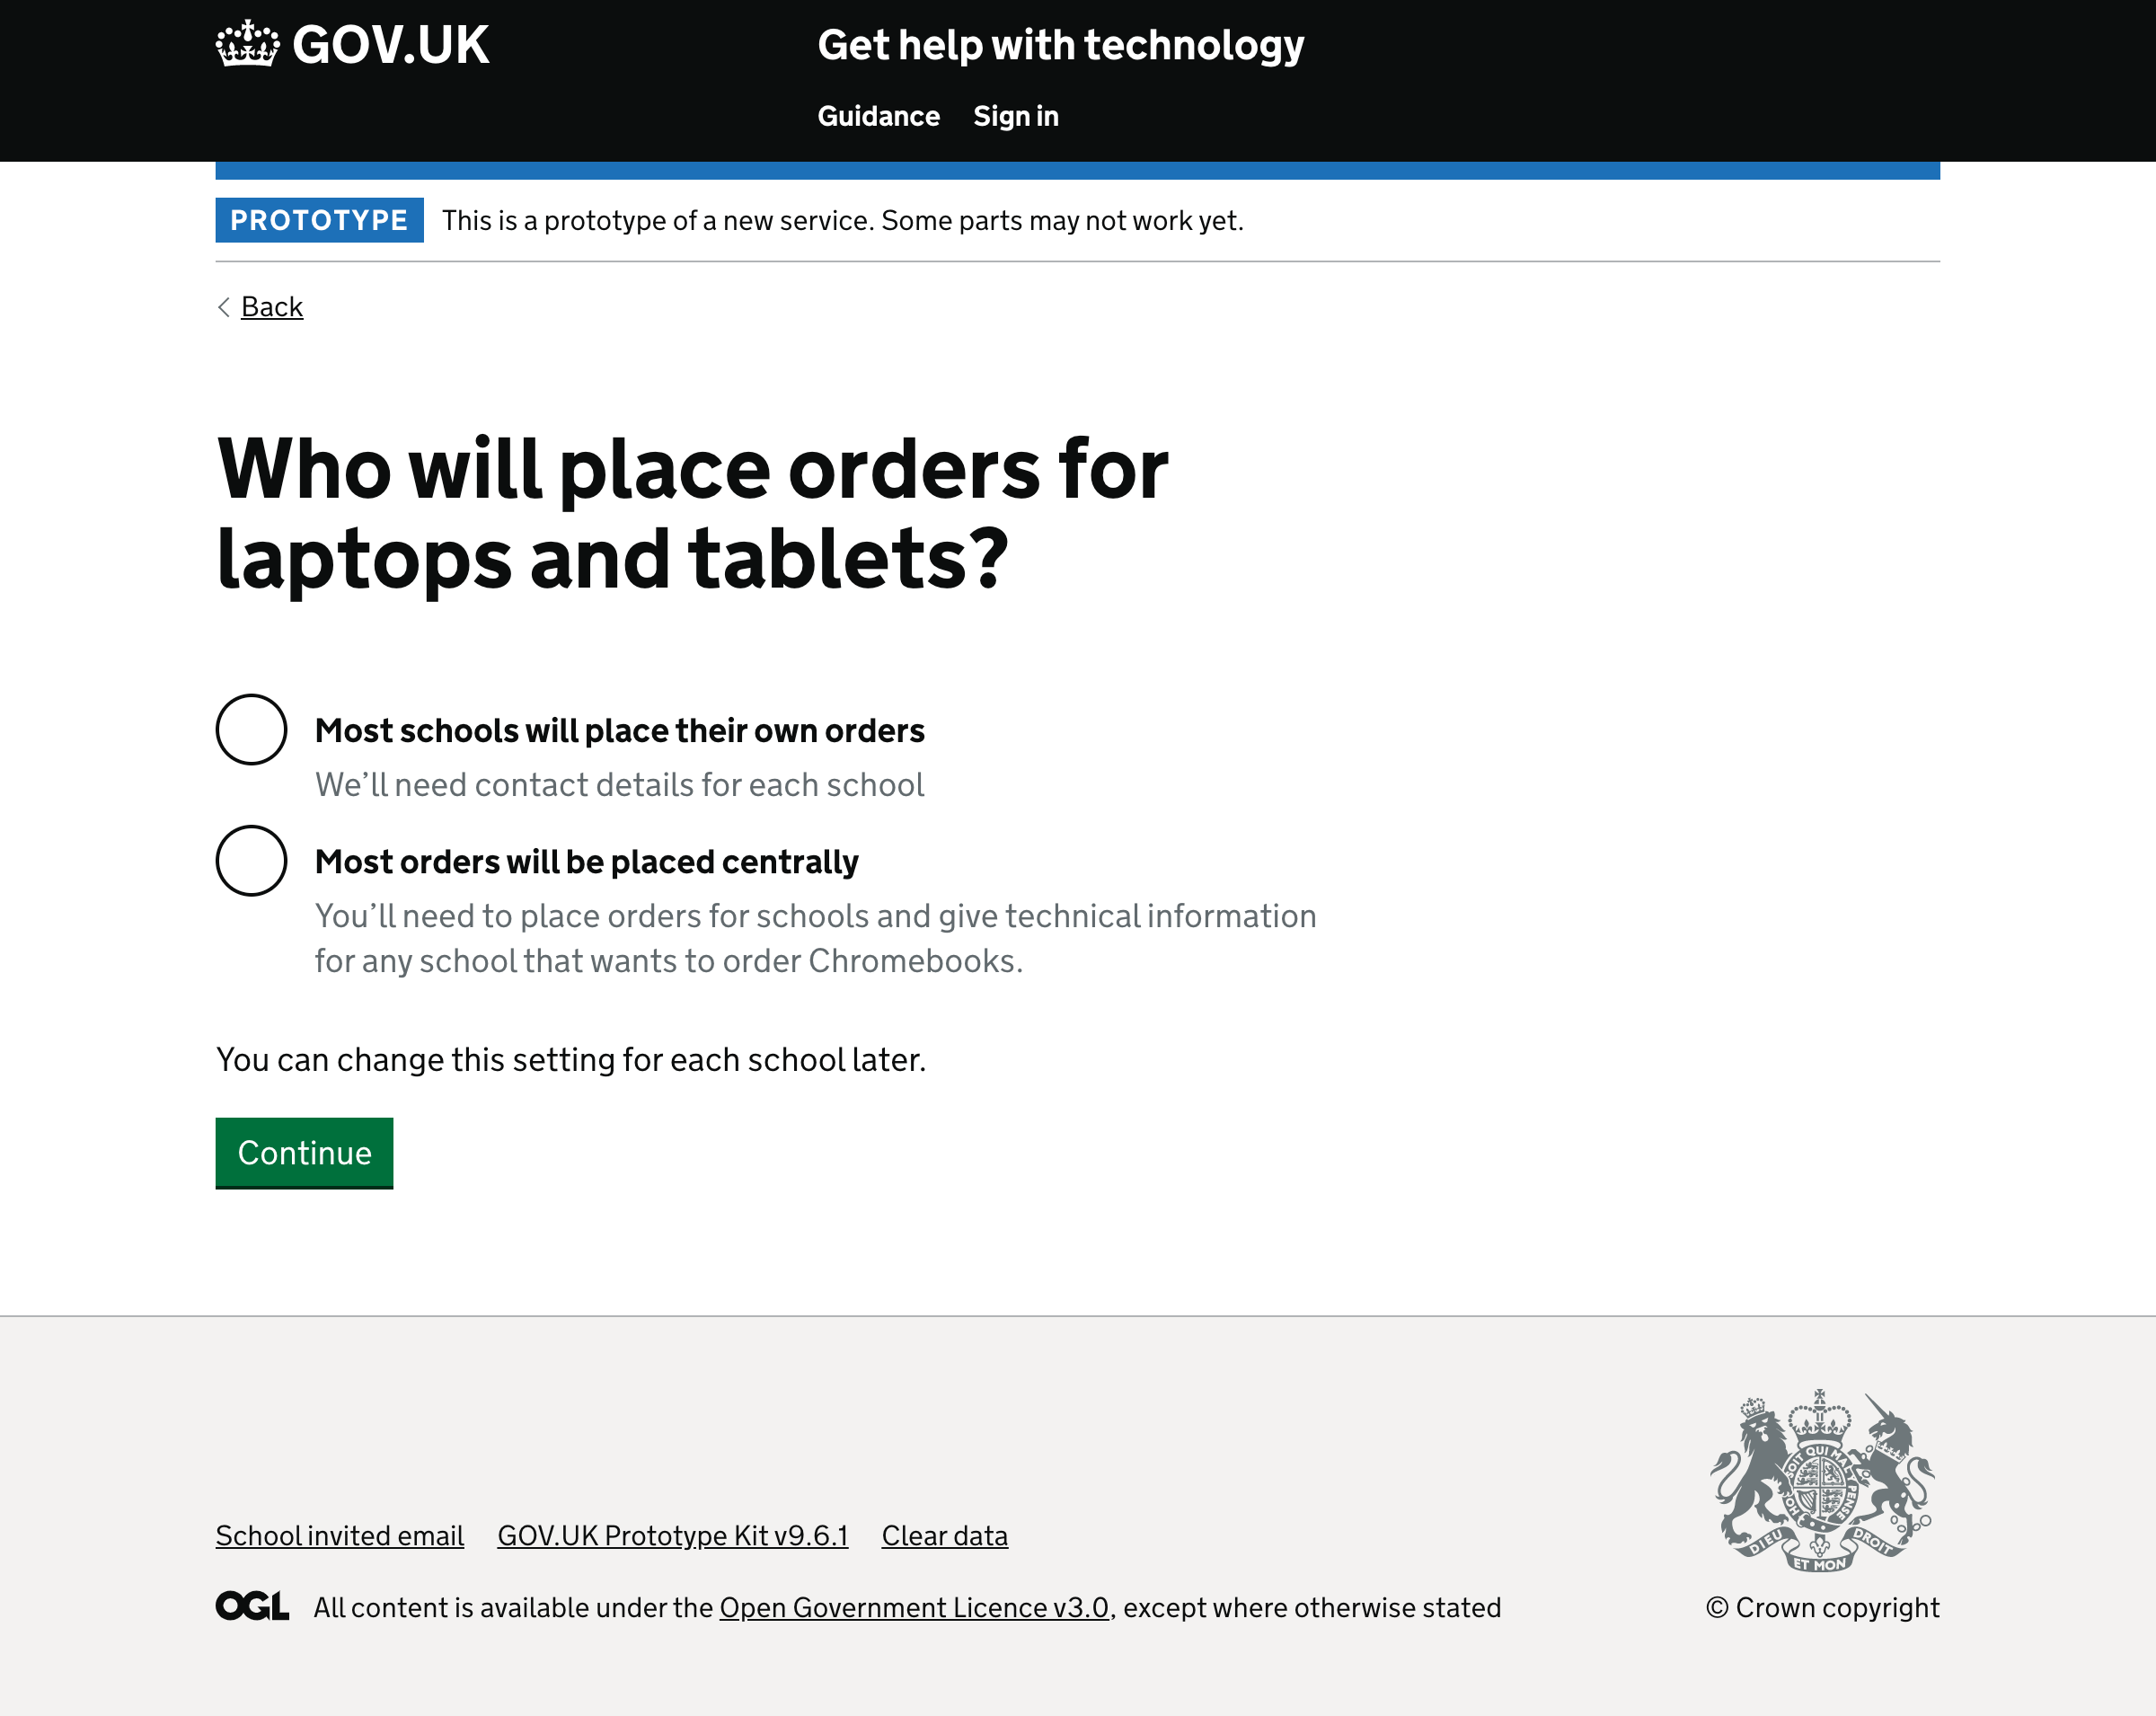 GOV.UK
Get help with technology
Guidance Sign in
PROTOTYPE This is a prototype of a new service. Some parts may not work yet.
Back
Who will place orders for
laptops and tablets?
Most schools will place their own orders
We’ll need contact details for each school
Most orders will be placed centrally
You’ll need to place orders for schools and give technical information
for any school that wants to order Chromebooks.
You can change this setting for each school later.
Continue
SOIT QUI MAL Y PENSE
HO
DIEU ET MON DROIT
School invited email GOV.UK Prototype Kit v9.6.1 Clear data
OGL All content is available under the Open Government Licence v3.0, except where otherwise stated
© Crown copyright